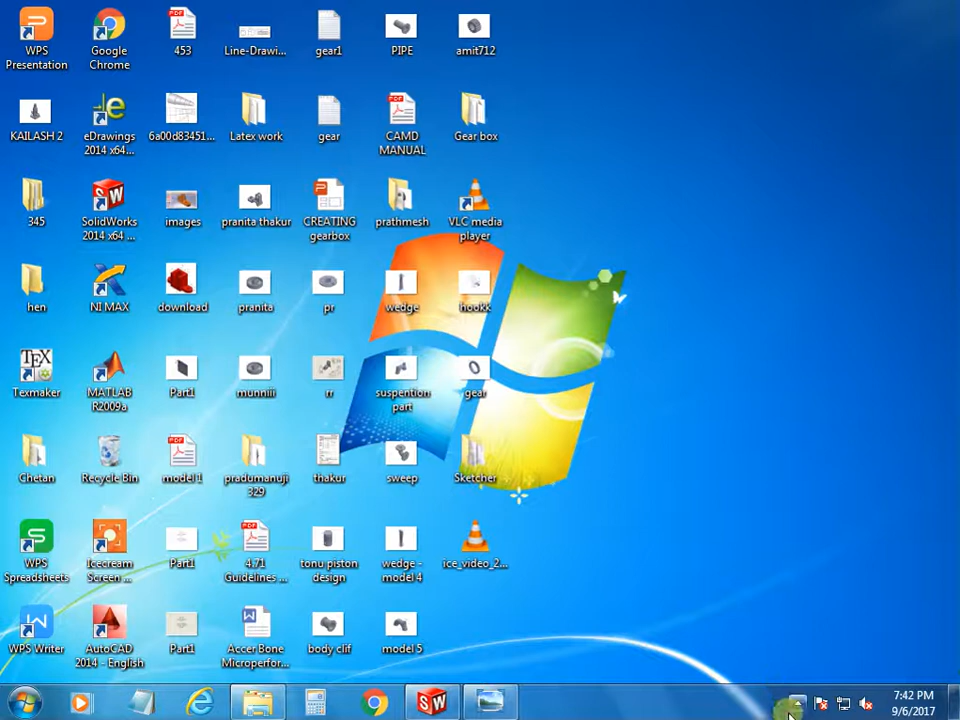 WPS
Presentation
Google
Chrome
453
Line-Drawi...
gear1
PIPE
amit712
KAILASH 2
eDrawings
2014 x64...
6a00d83451...
Latex work
gear
CAMD
MANUAL
Gear box
345
SolidWorks
2014 x64 ...
images
pranita thakur
CREATING
gearbox
prathmesh
VLC media
player
hen
NI MAX
download
pranita
pr
wedge
hookk
Texmaker
MATLAB
R2009a
Part1
munniii
rr
suspention
part
gear
Chetan
Recycle Bin
model 1
pradumanuji
329
thakur
sweep
Sketcher
WPS
Spreadsheets
Icecream
Screen ...
Part1
4.71
Guidelines ...
tonu piston
design
wedge -
model 4
ice_video_2...
WPS Writer
AutoCAD
2014 - English
Part1
Accer Bone
Microperfor...
body clif
model 5
7:42 PM
9/6/2017